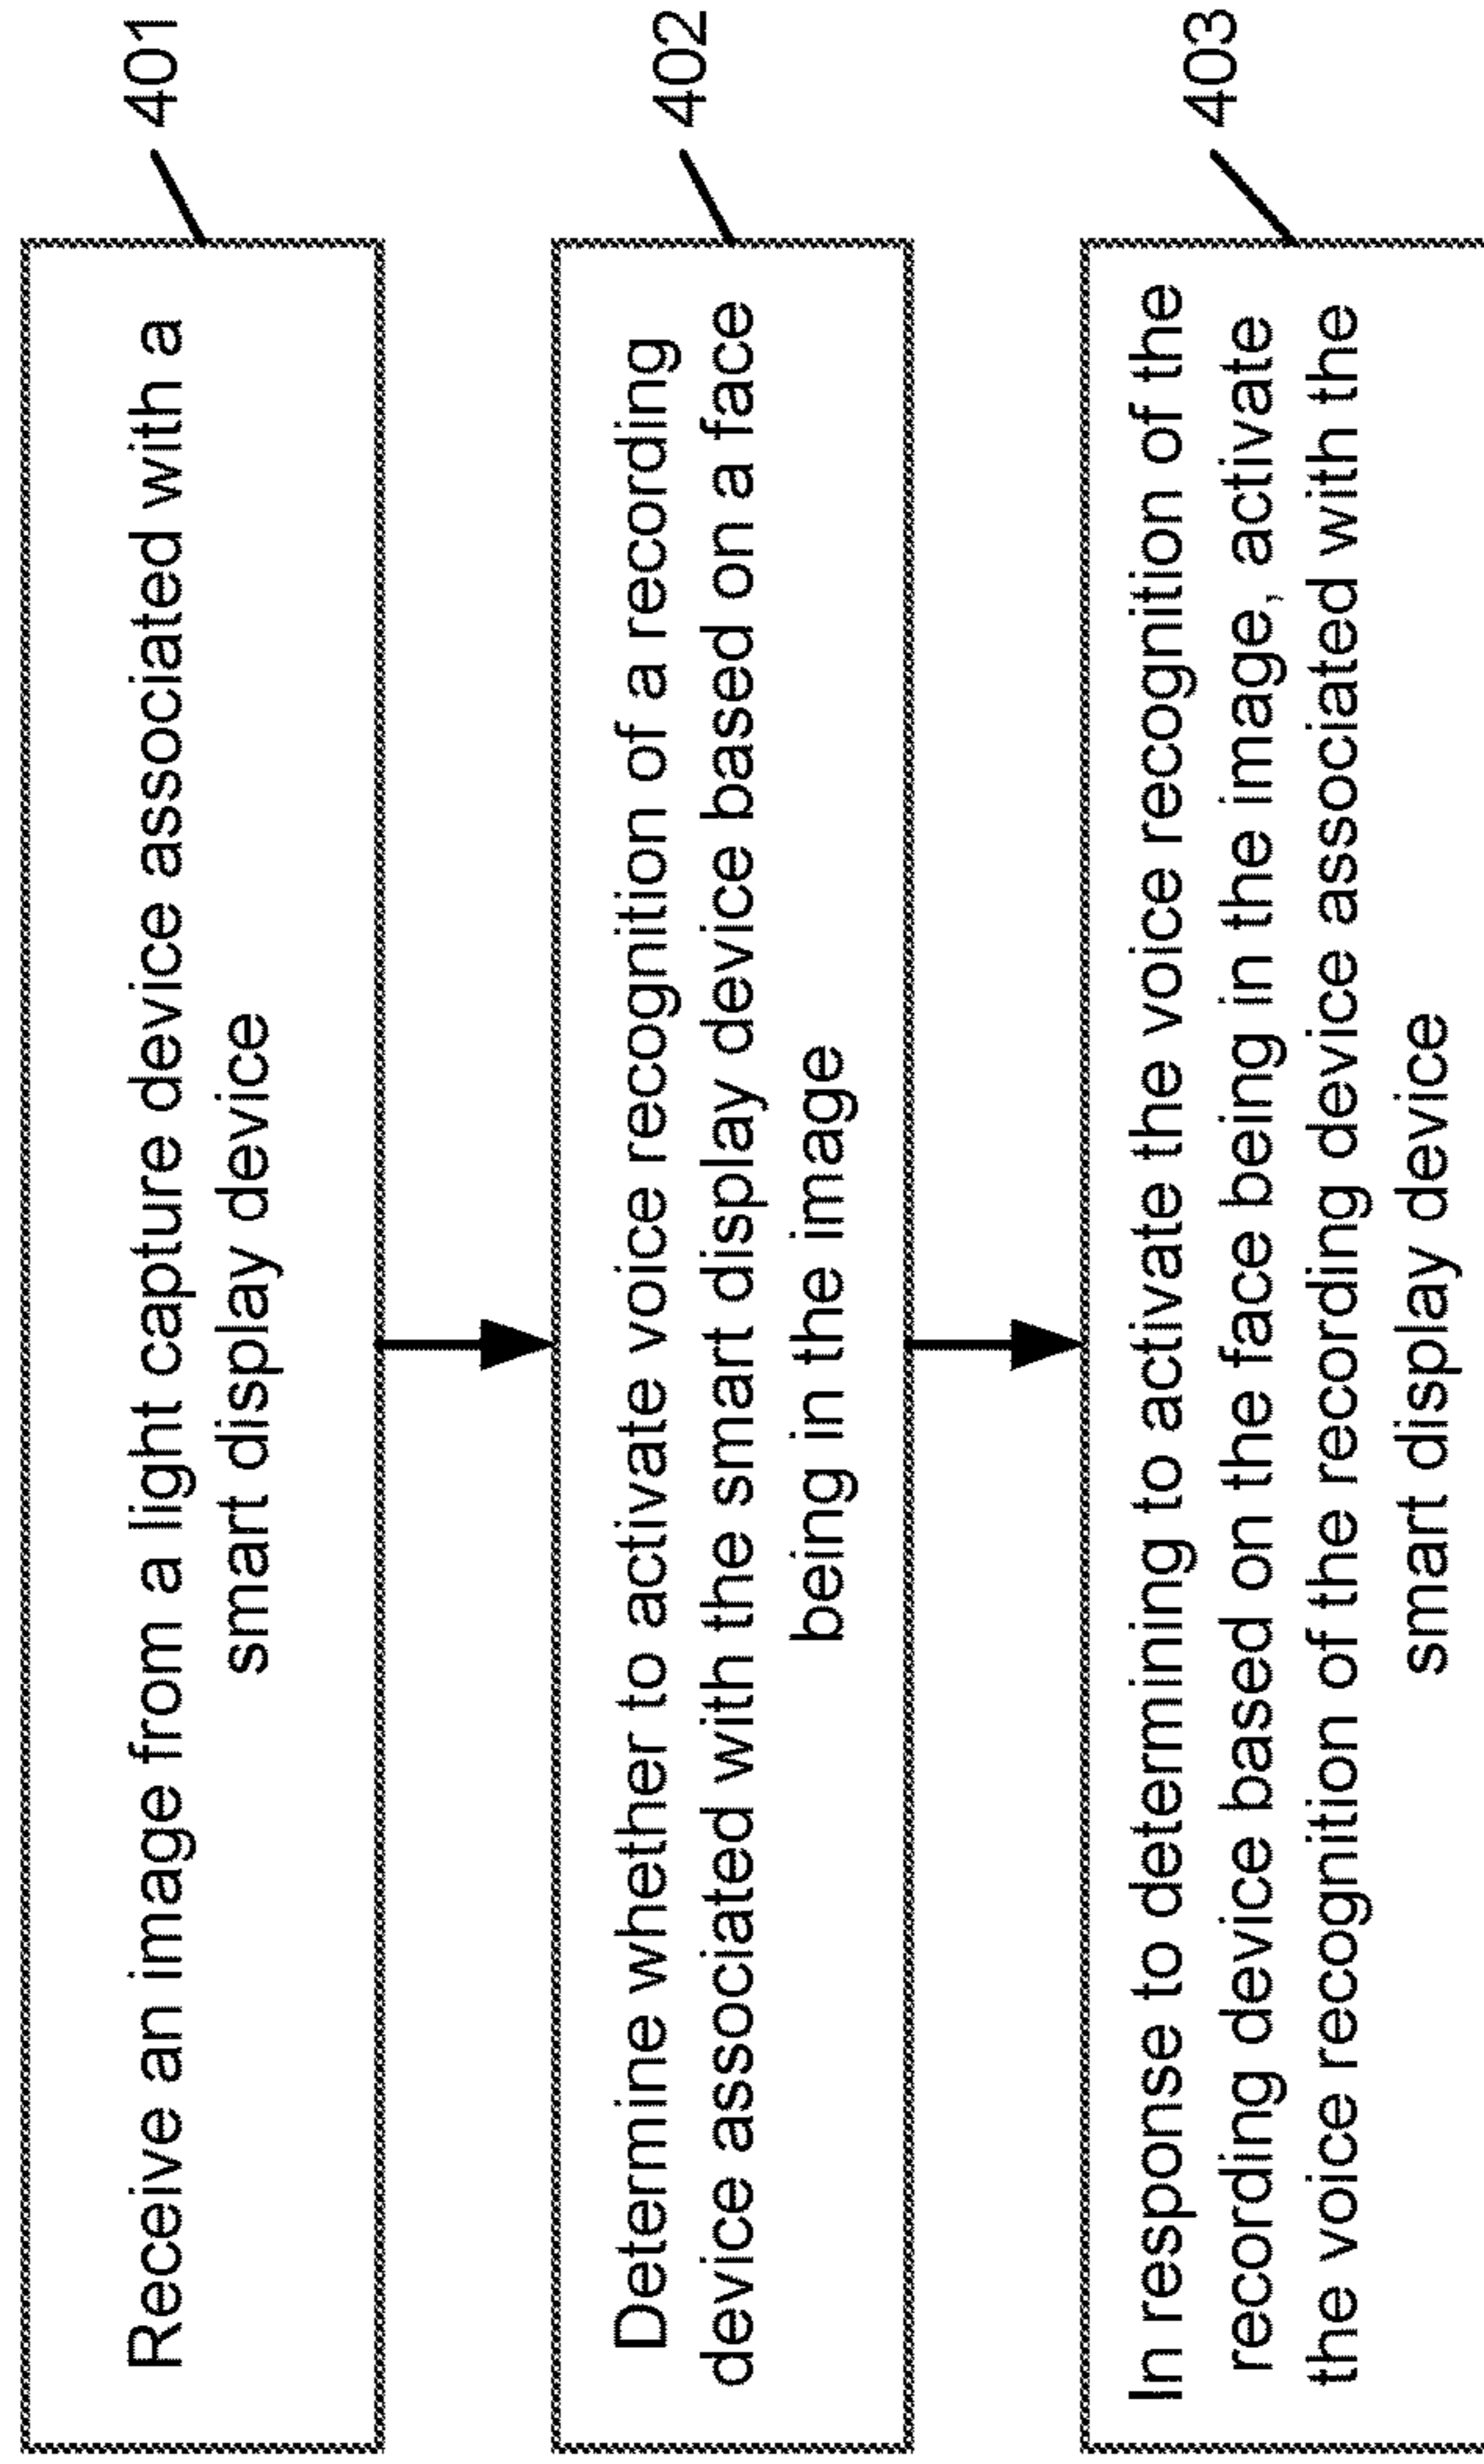 Receive an image from a light capture device associated with a
smart display device
401
Determine whether to activate voice recognition of a recording
device associated with the smart display device based on a face
being in the image
402
In response to determining to activate the voice recognition of the
recording device based on the face being in the image, activate
the voice recognition of the recording device associated with the
smart display device
403